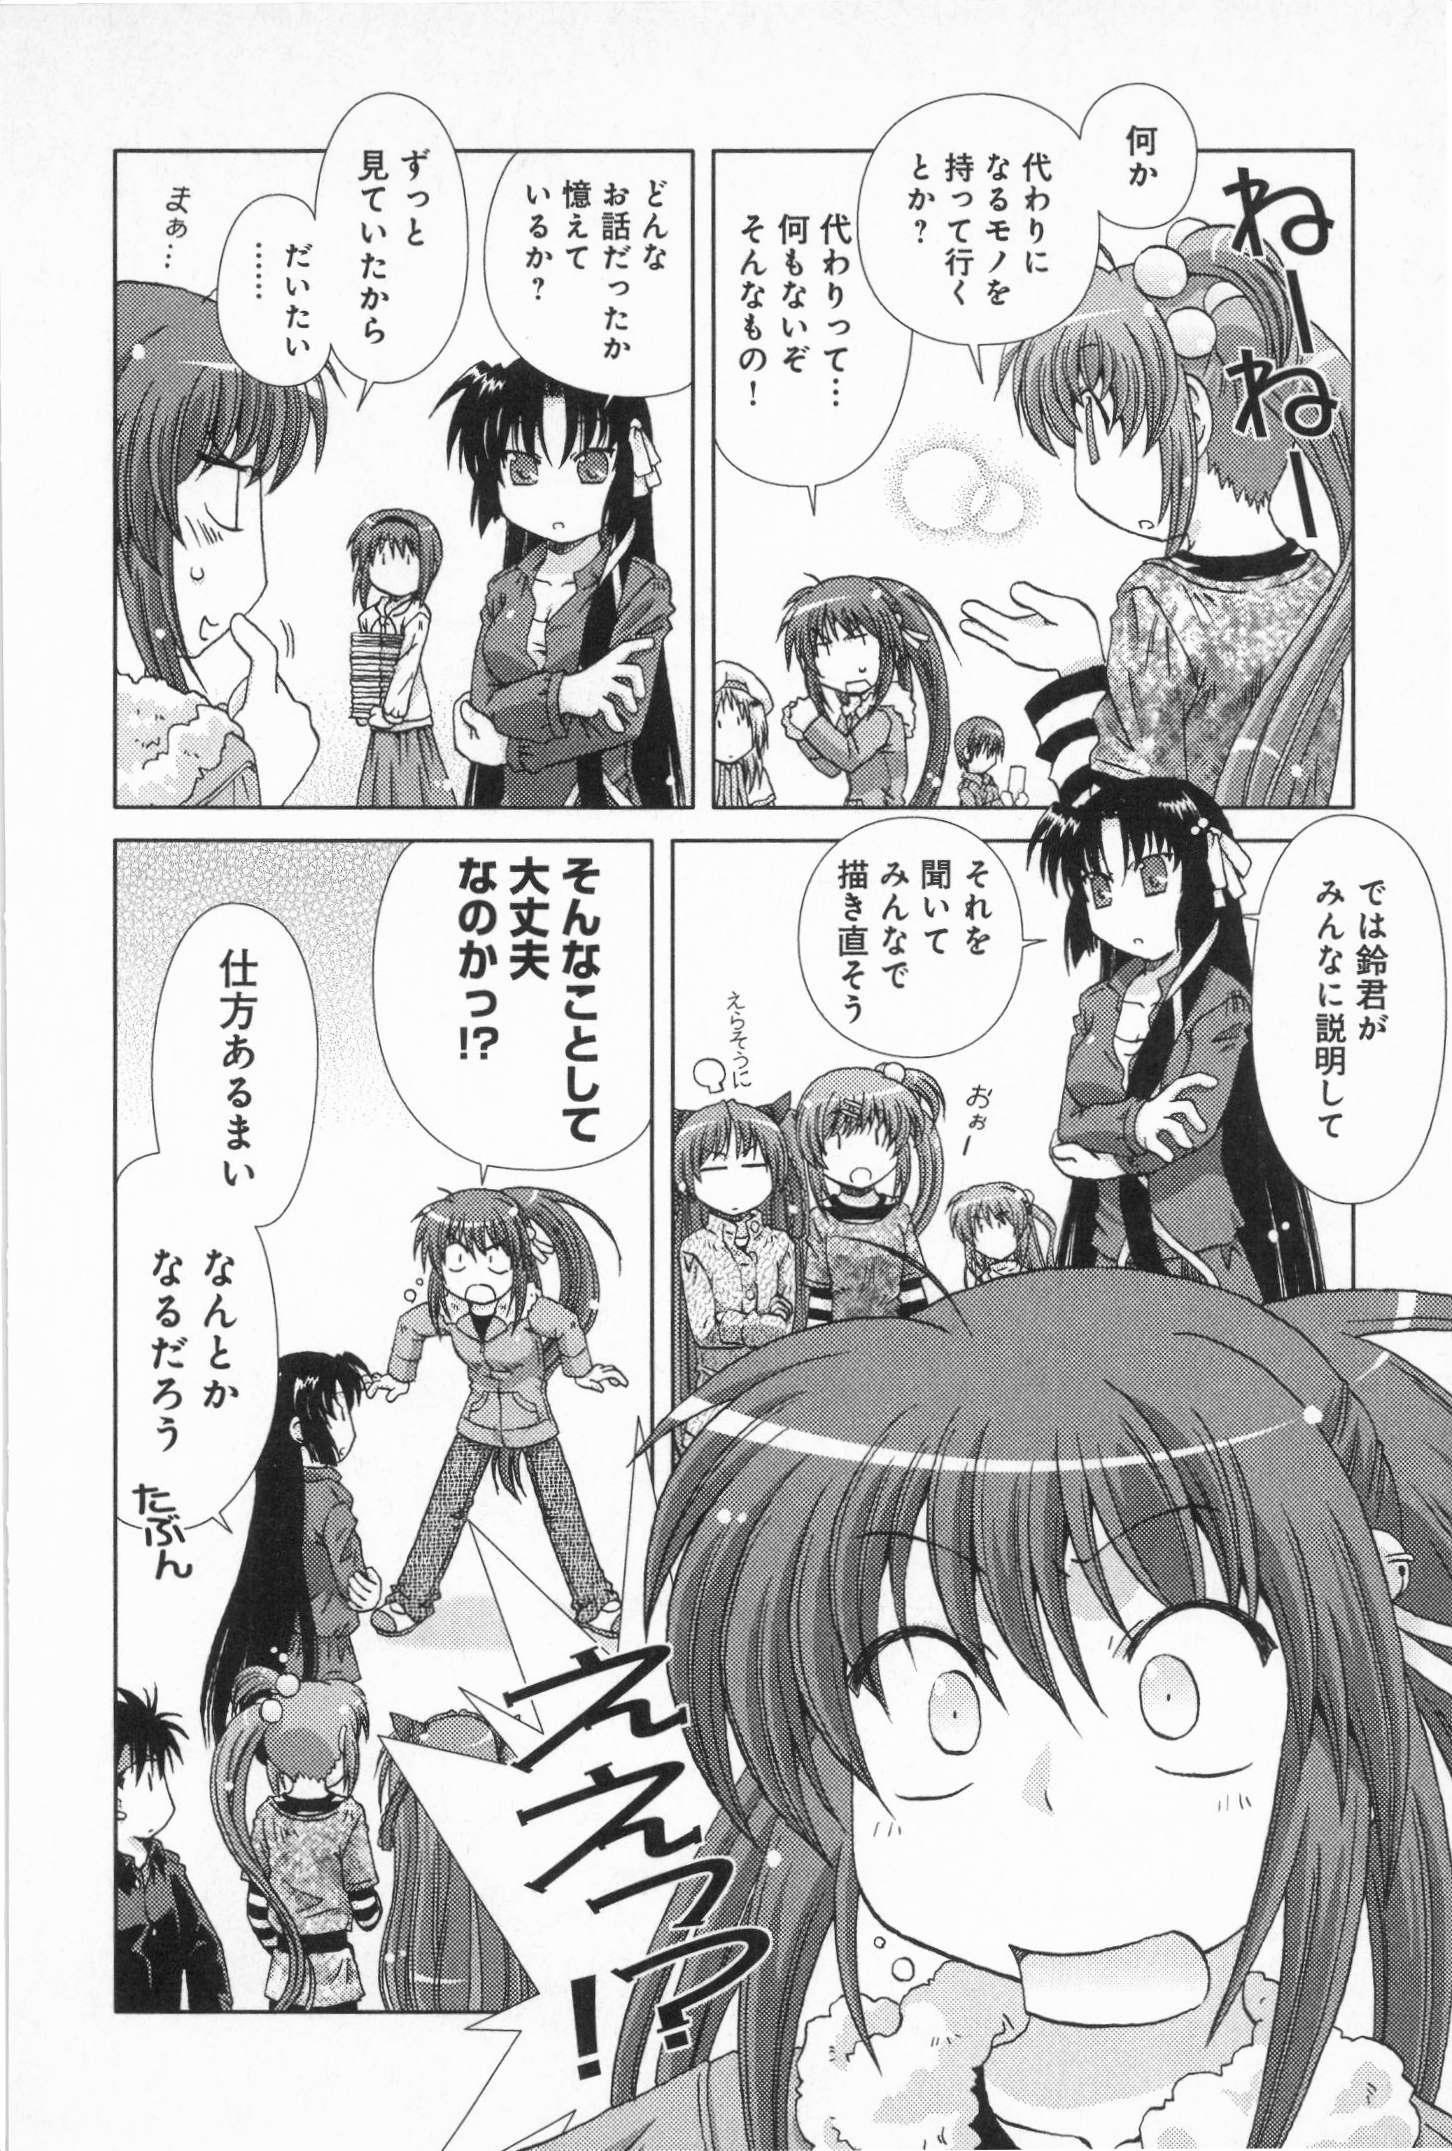 ねーねー
何か
代わりに
なるモノを
持って行く
とか?
代わりって…
何もないぞ
そんなもの!
どんな
お話だったか
憶えて
いるか?
ずっと
見ていたから
だいたい
……
まぁ…
では鈴君が
みんなに説明して
それを
聞いて
みんなで
描き直そう
おぉー
えらそうに
えええっ!?
そんなことして
大丈夫
なのかっ!?
仕方あるまい
なんとか
なるだろう
たぶん